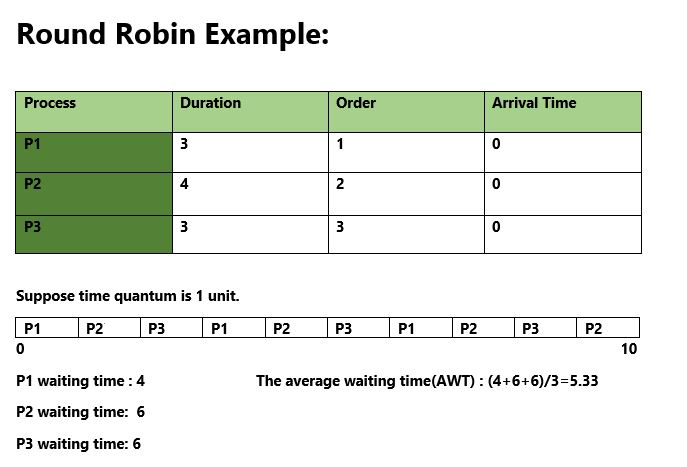 Round Robin Example:
Process Duration Order Arrival Time
P1 3 1 0
P2 4 2 0
P3 3 3 0
Suppose time quantum is 1 unit.
P1 P2 P3 P1 P2 P3 P1 P2 P3 P2
0 10
P1 waiting time : 4 The average waiting time(AWT) : (4+6+6)/3=5.33
P2 waiting time: 6
P3 waiting time: 6